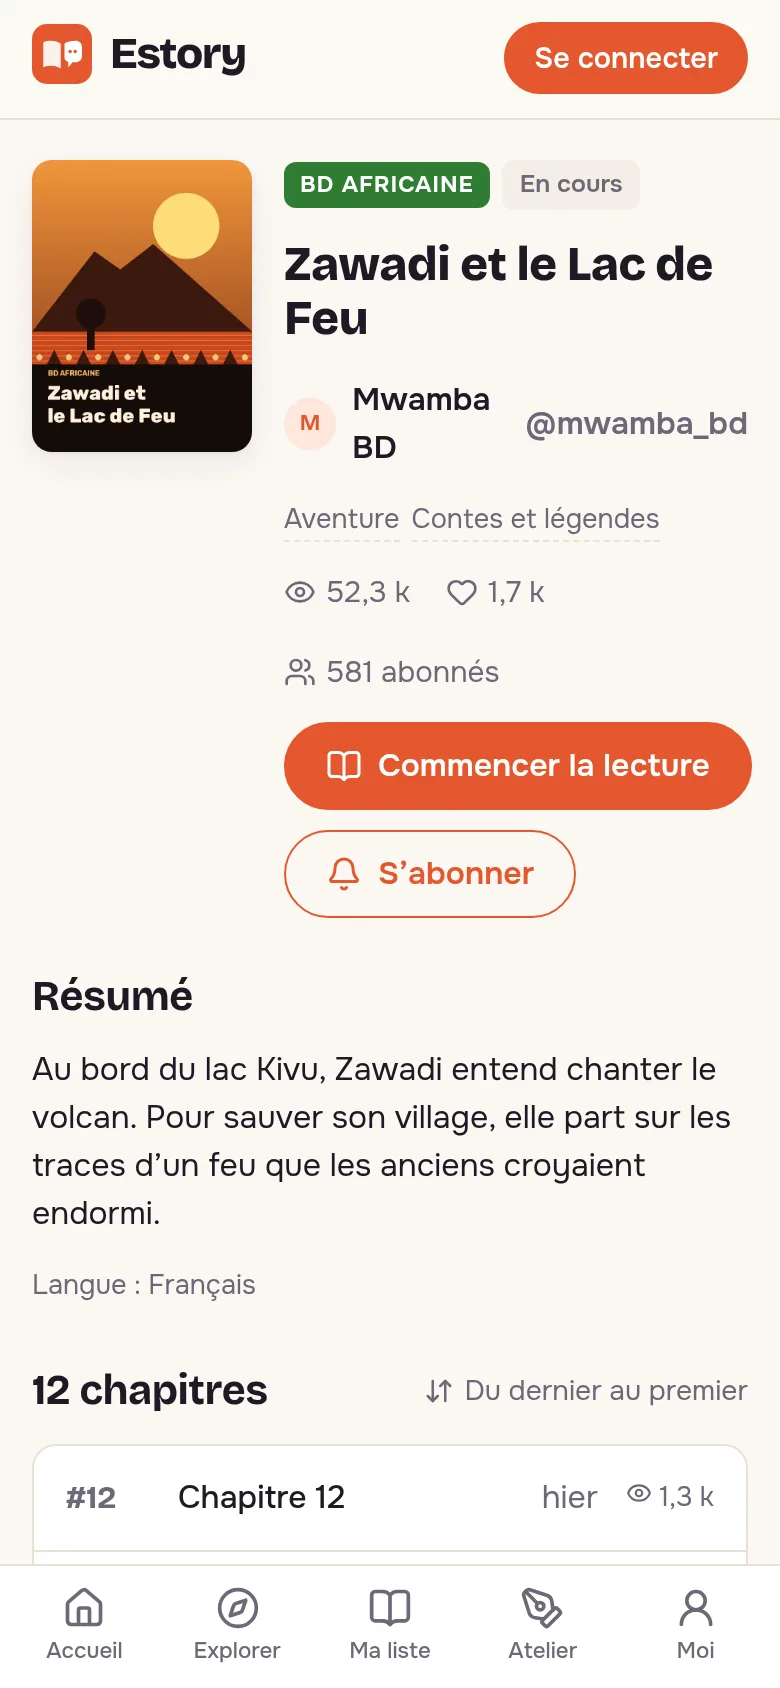 Estory
Se connecter
BD AFRICAINE
Zawadi et
le Lac de Feu
BD AFRICAINE
En cours
Zawadi et le Lac de
Feu
M
Mwamba
BD
@mwamba_bd
Aventure Contes et légendes
52,3 k
1,7 k
581 abonnés
Commencer la lecture
S’abonner
Résumé
Au bord du lac Kivu, Zawadi entend chanter le
volcan. Pour sauver son village, elle part sur les
traces d’un feu que les anciens croyaient
endormi.
Langue : Français
12 chapitres
Du dernier au premier
#12 Chapitre 12 hier 1,3 k
Accueil
Explorer
Ma liste
Atelier
Moi